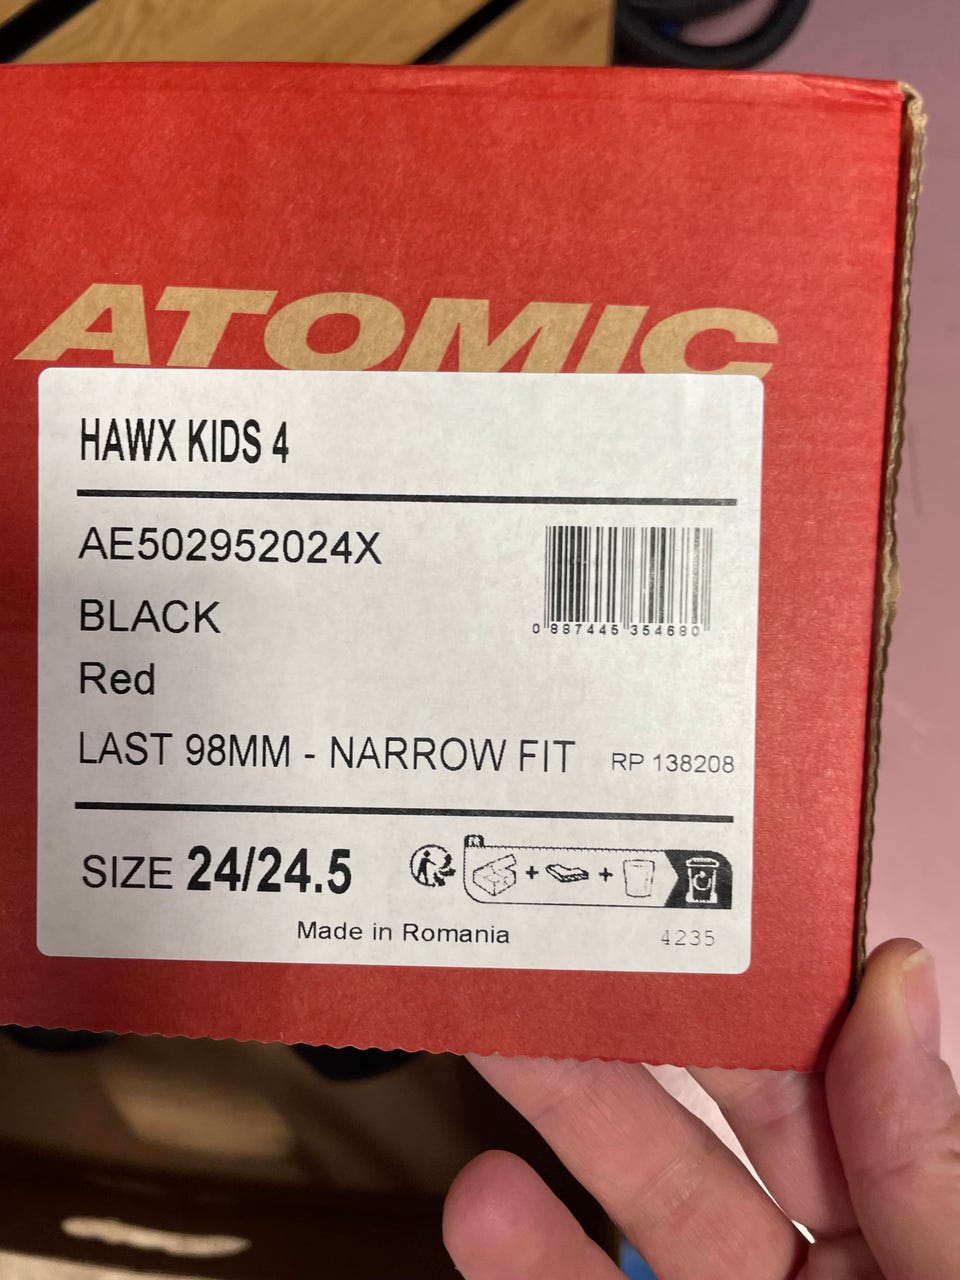 ATOMIC
HAWX KIDS 4
AE502952024X
BLACK
0 887445 354680
Red
LAST 98MM - NARROW FIT RP 138208
SIZE 24/24.5
FR
+ +
Made in Romania 4235